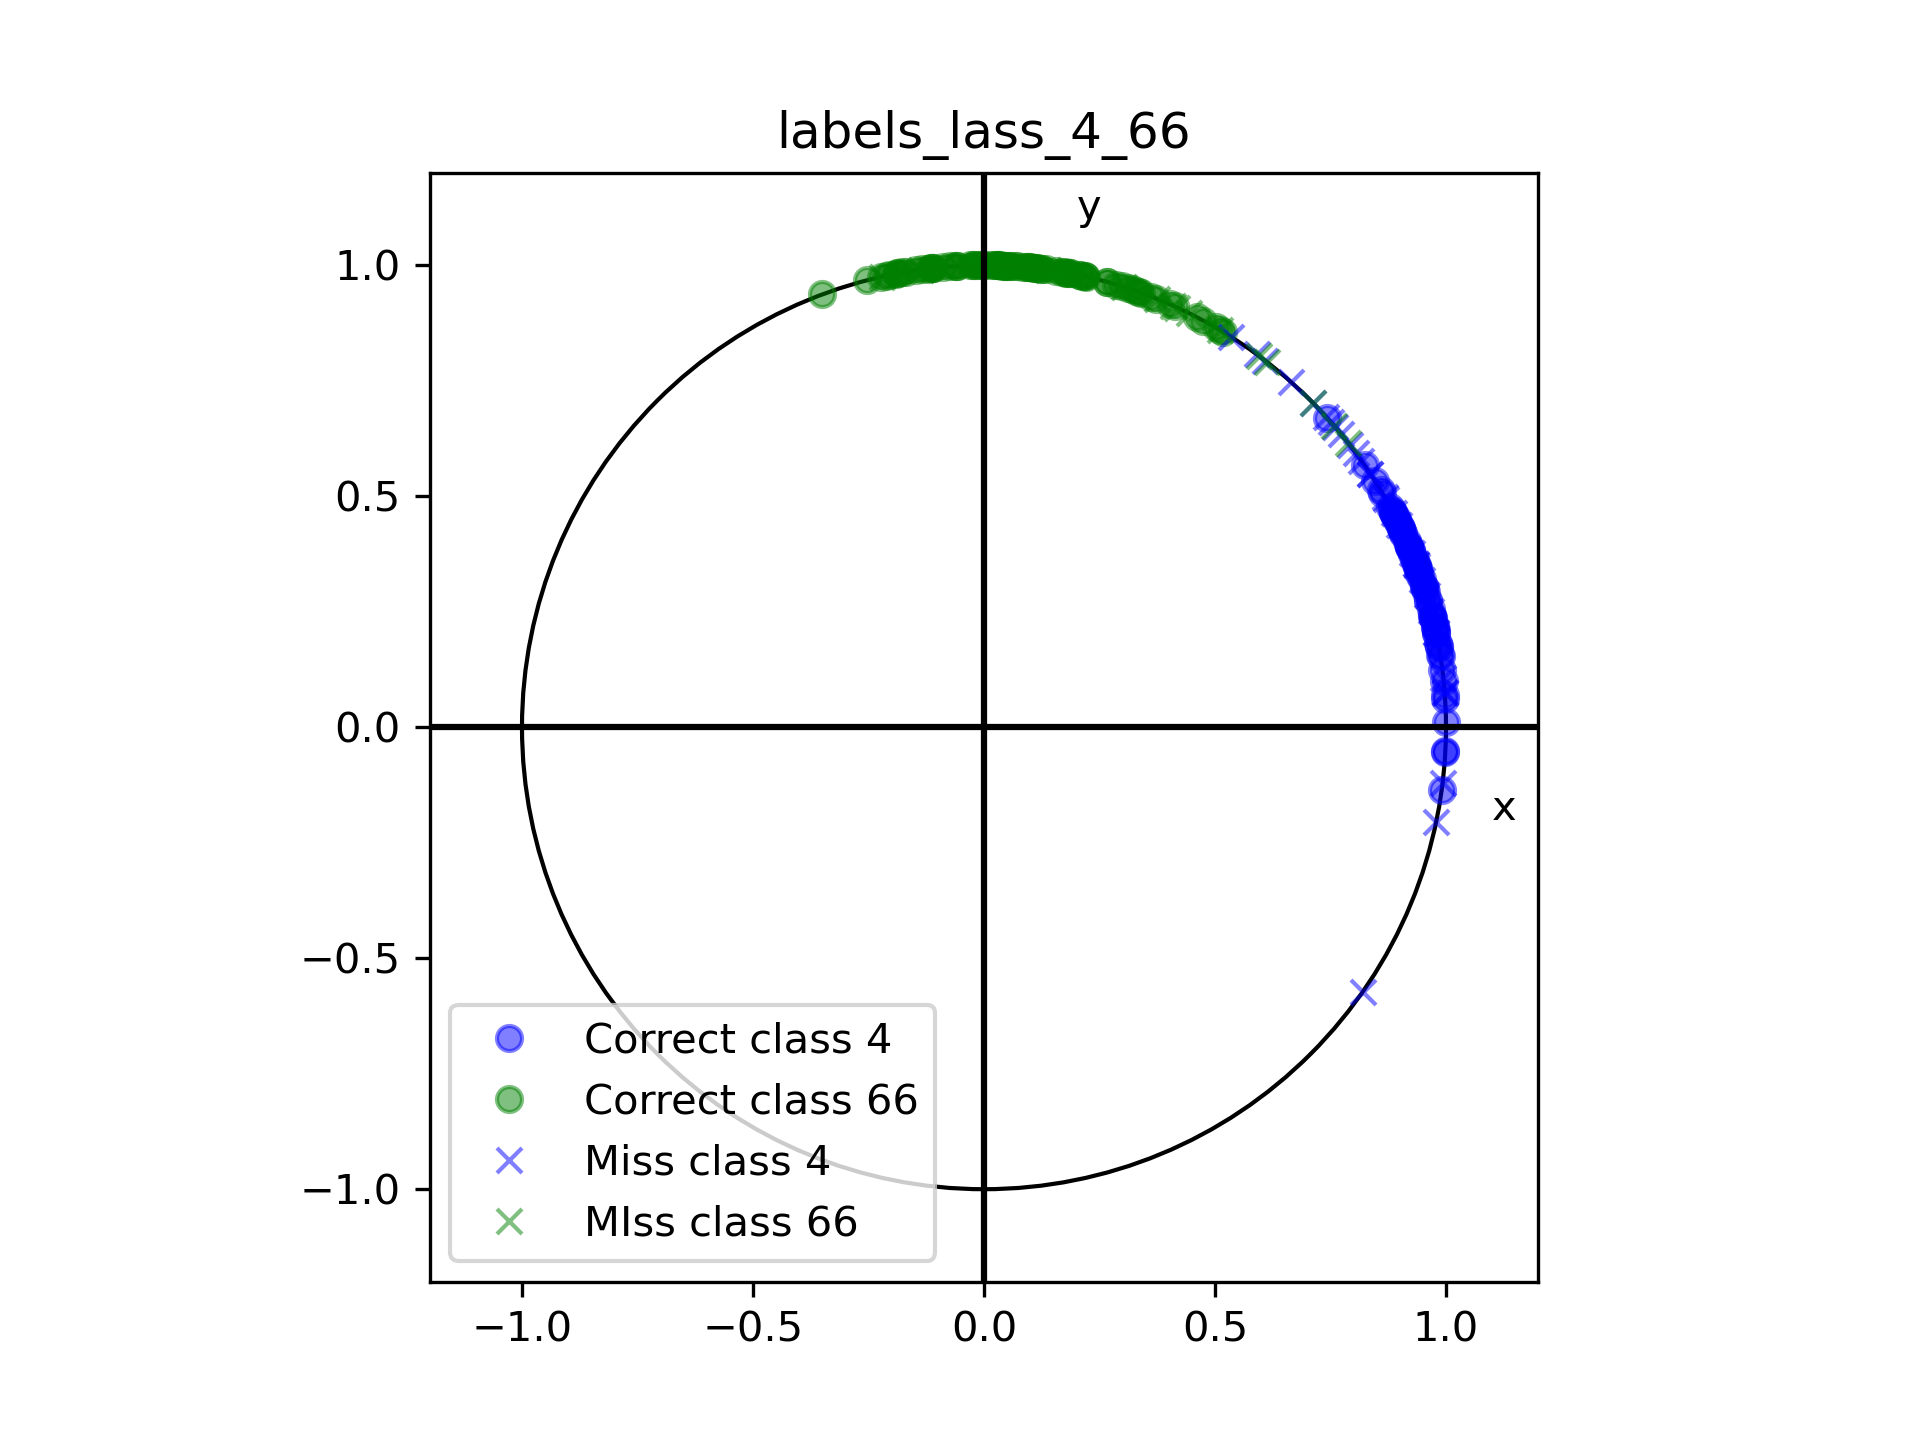 labels_lass_4_66
y
1.0
0.5
0.0
x
−0.5
−1.0
Correct class 4
Correct class 66
Miss class 4
MIss class 66
−1.0 −0.5 0.0 0.5 1.0